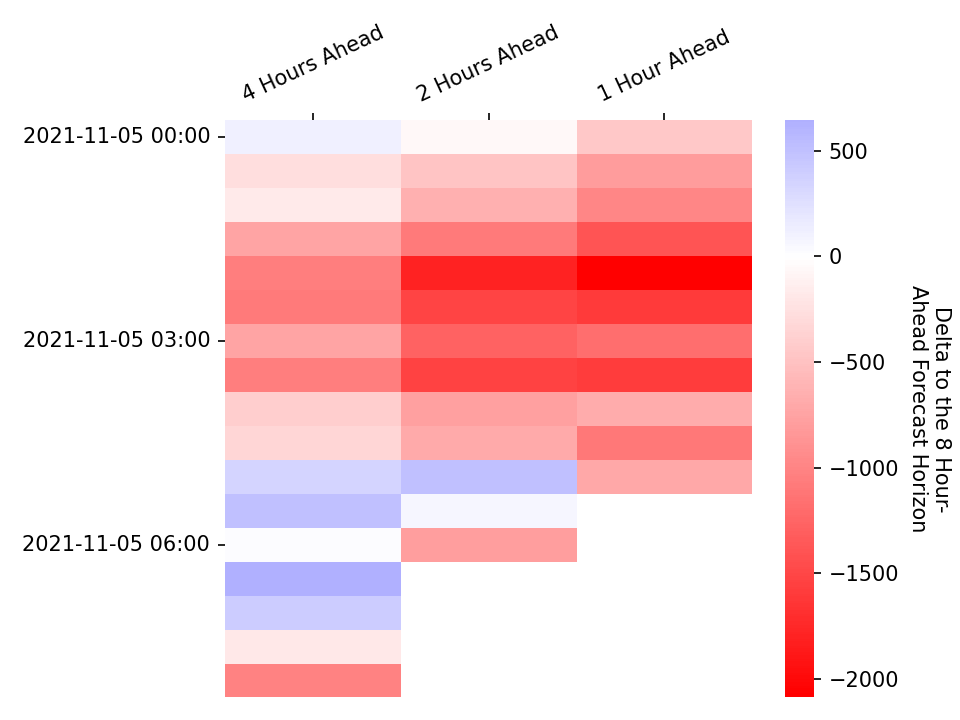 4 Hours Ahead
2 Hours Ahead
1 Hour Ahead
2021-11-05 00:00
2021-11-05 03:00
2021-11-05 06:00
500
0
−500
−1000
−1500
−2000
Delta to the 8 Hour-
Ahead Forecast Horizon